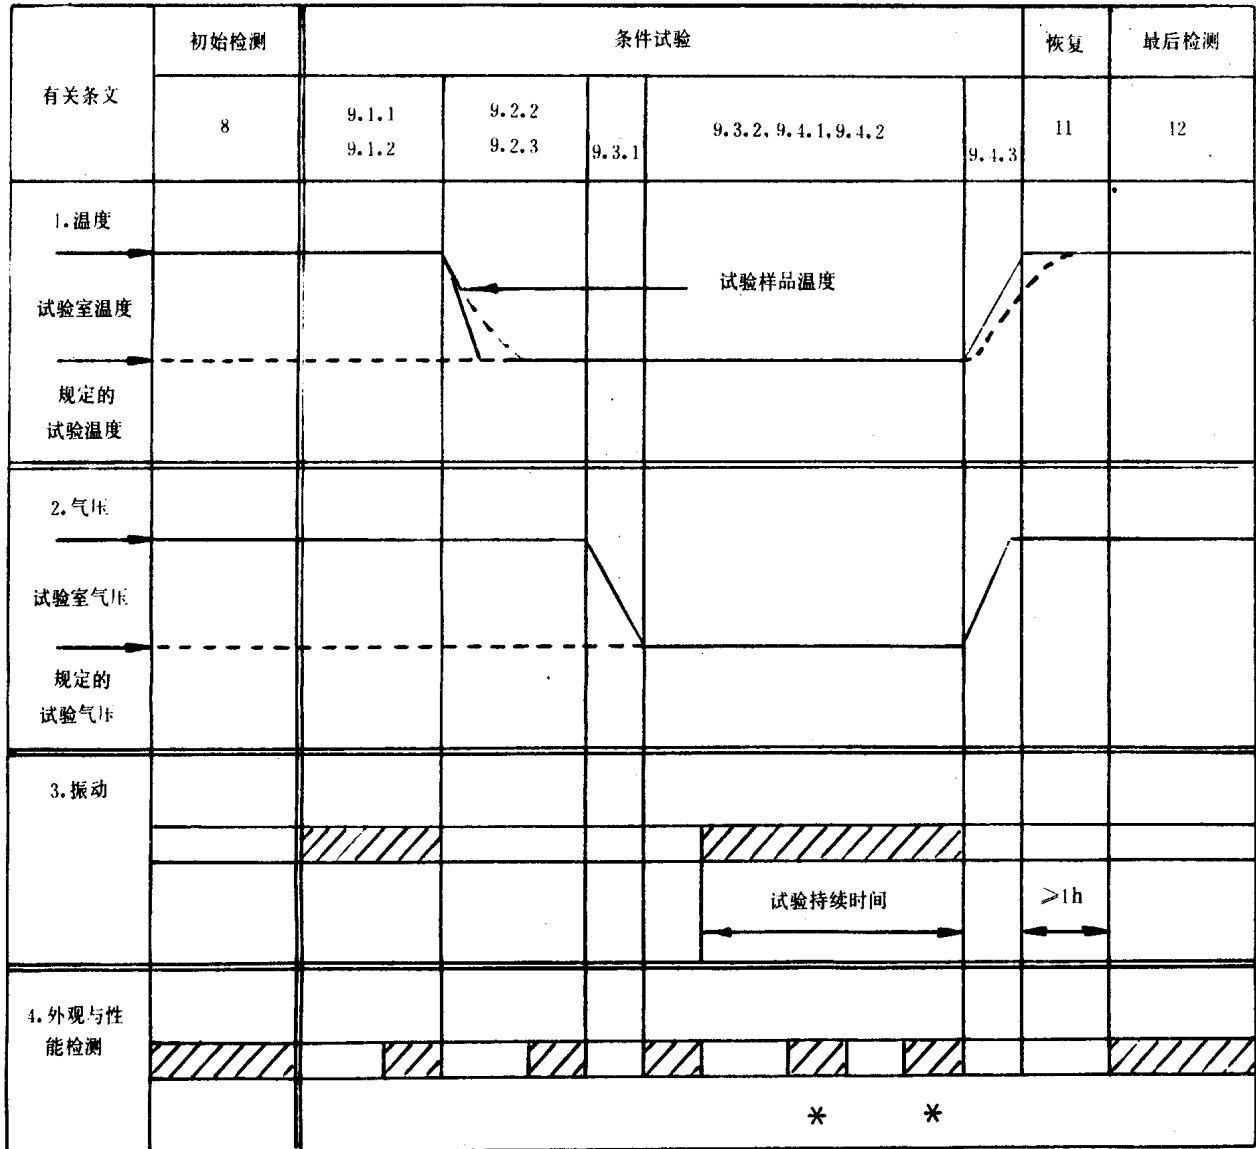 初始检测
条件试验
恢复
最后检测
有关条文
8
9.1.1
9.1.2
9.2.2
9.2.3
9.3.1
9.3.2,9.4.1,9.4.2
9.4.3
11
12
1.温度
试验样品温度
试验室温度
规定的
试验温度
2.气压
试验室气压
规定的
试验气压
3.振动
试验持续时间
≥1h
4.外观与性
能检测
* *